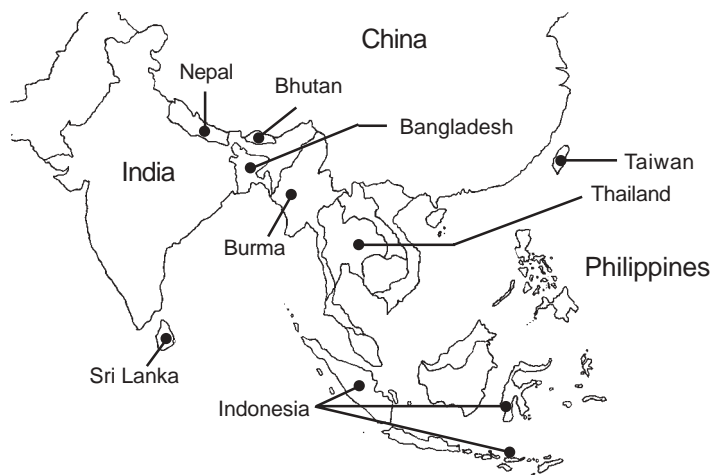 China
Nepal
Bhutan
Bangladesh
India
Taiwan
Thailand
Burma
Philippines
Sri Lanka
Indonesia